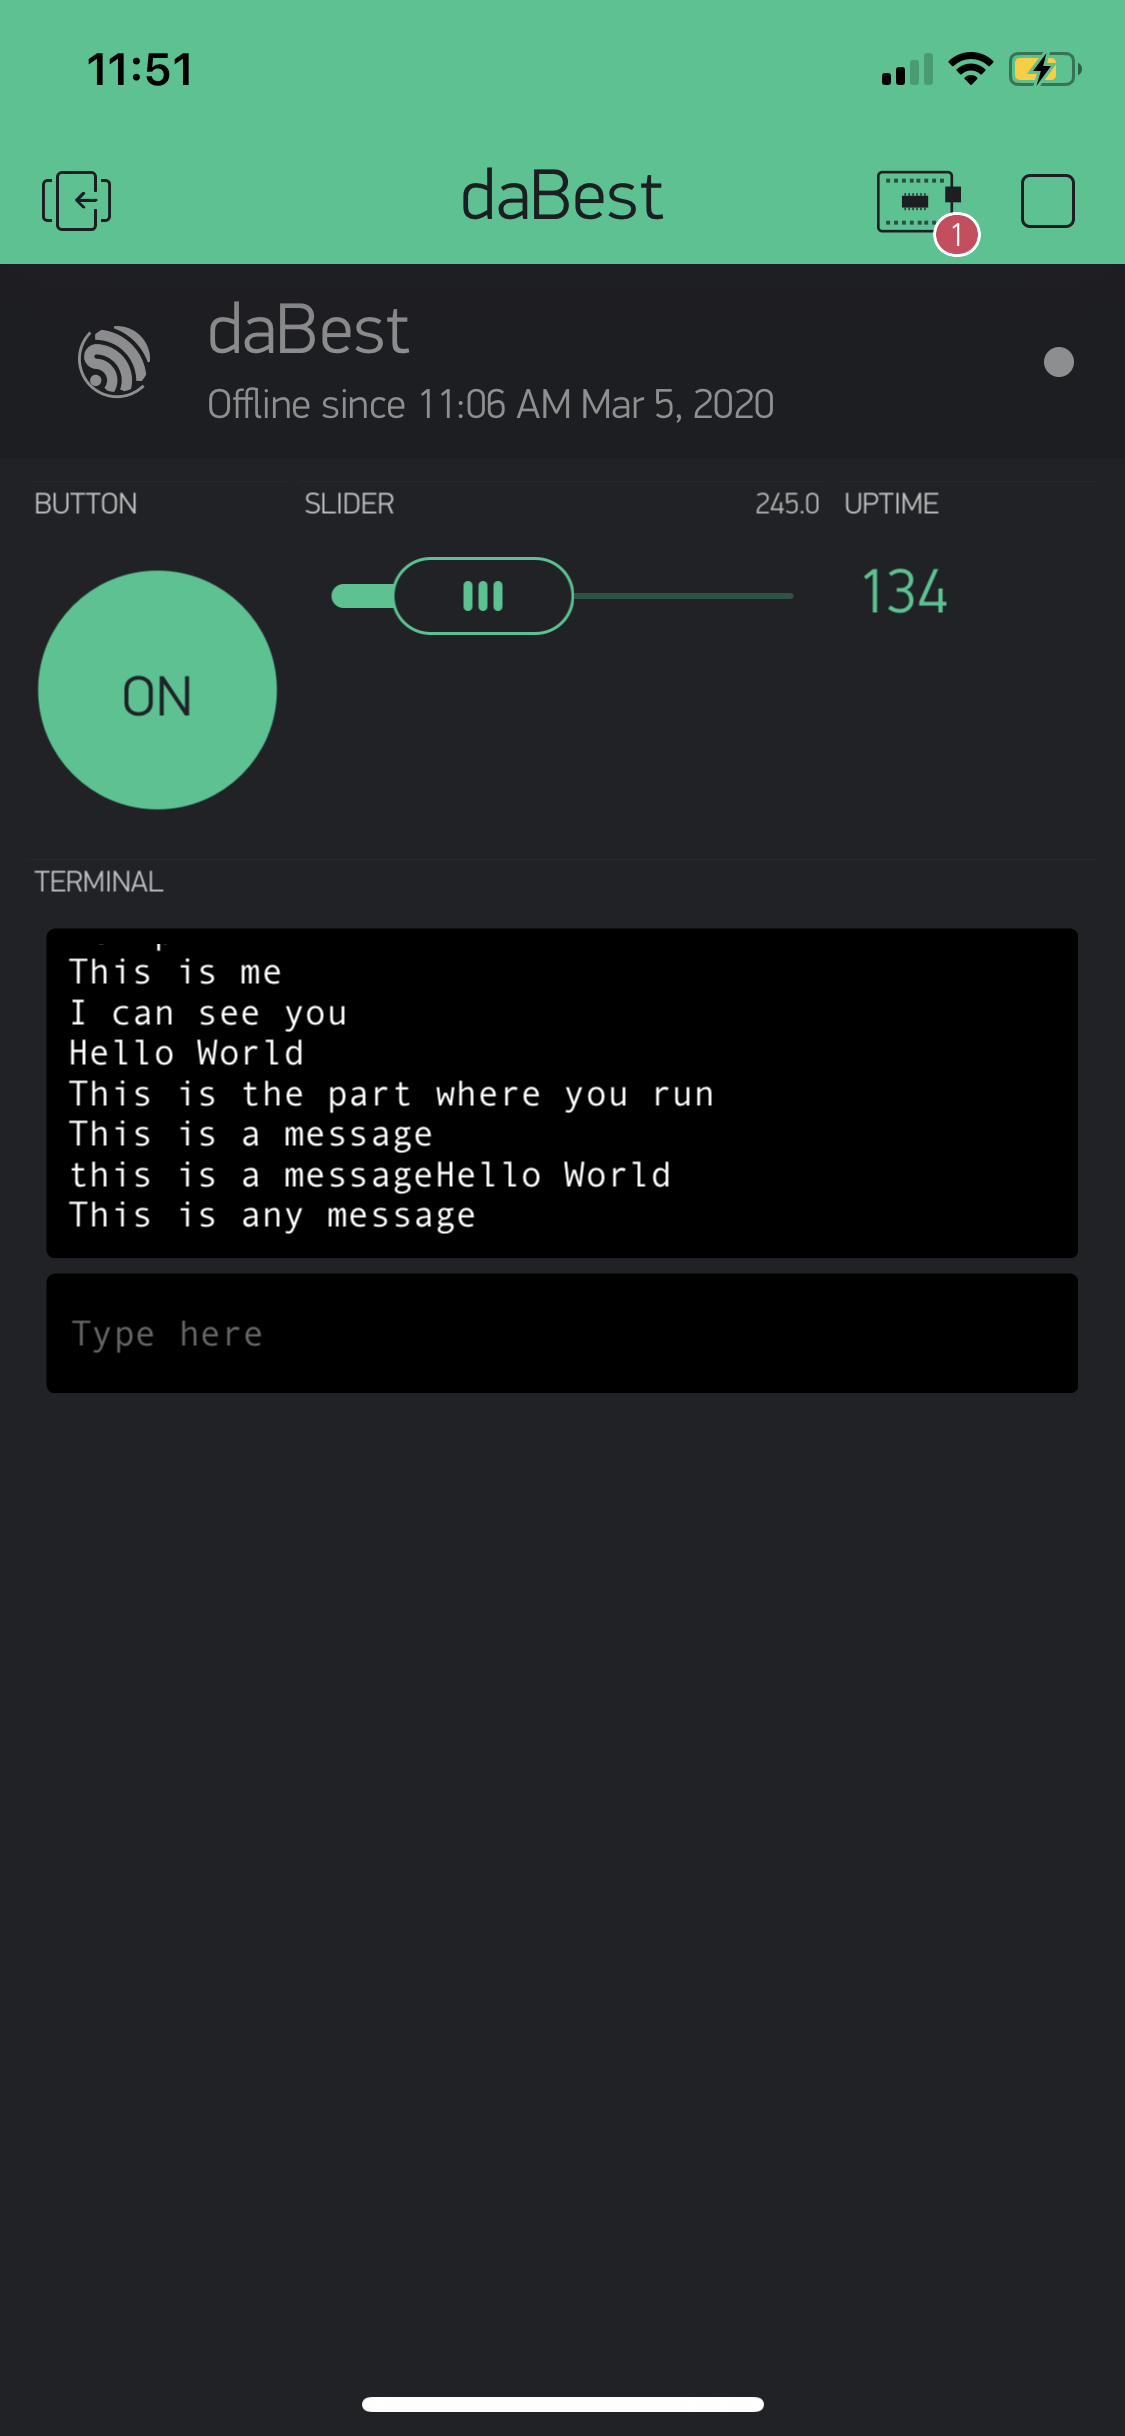 11:51
daBest
1
daBest
Offline since 11:06 AM Mar 5, 2020
BUTTON
SLIDER
245.0
UPTIME
134
ON
TERMINAL
This is me
I can see you
Hello World
This is the part where you run
This is a message
this is a messageHello World
This is any message
Type here